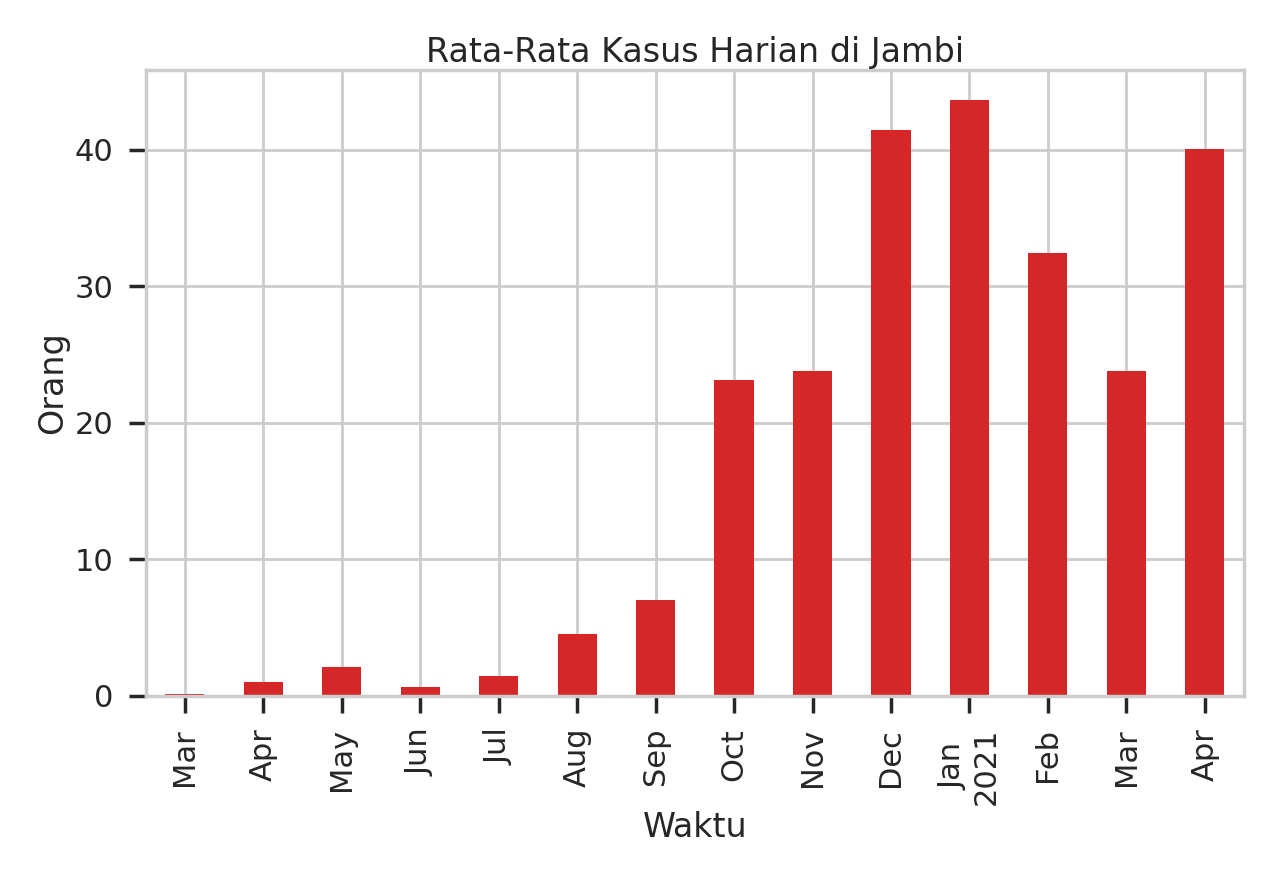 Rata-Rata Kasus Harian di Jambi
Orang
40
30
20
10
0
Mar
Apr
May
Jun
Jul
Aug
Sep
Oct
Nov
Dec
Jan
2021
Feb
Mar
Apr
Waktu